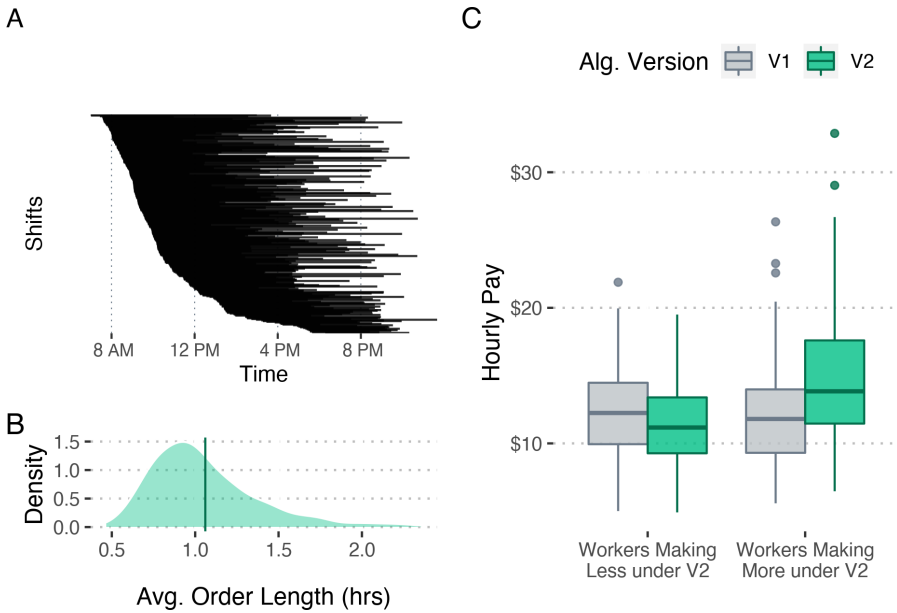 A
Shifts
8 AM 12 PM 4 PM 8 PM
Time
B
Density
1.5
1.0
0.5
0.0
0.5 1.0 1.5 2.0
Avg. Order Length (hrs)
C
Alg. Version V1 V2
Hourly Pay
$30
$20
$10
Workers Making
Less under V2
Workers Making
More under V2